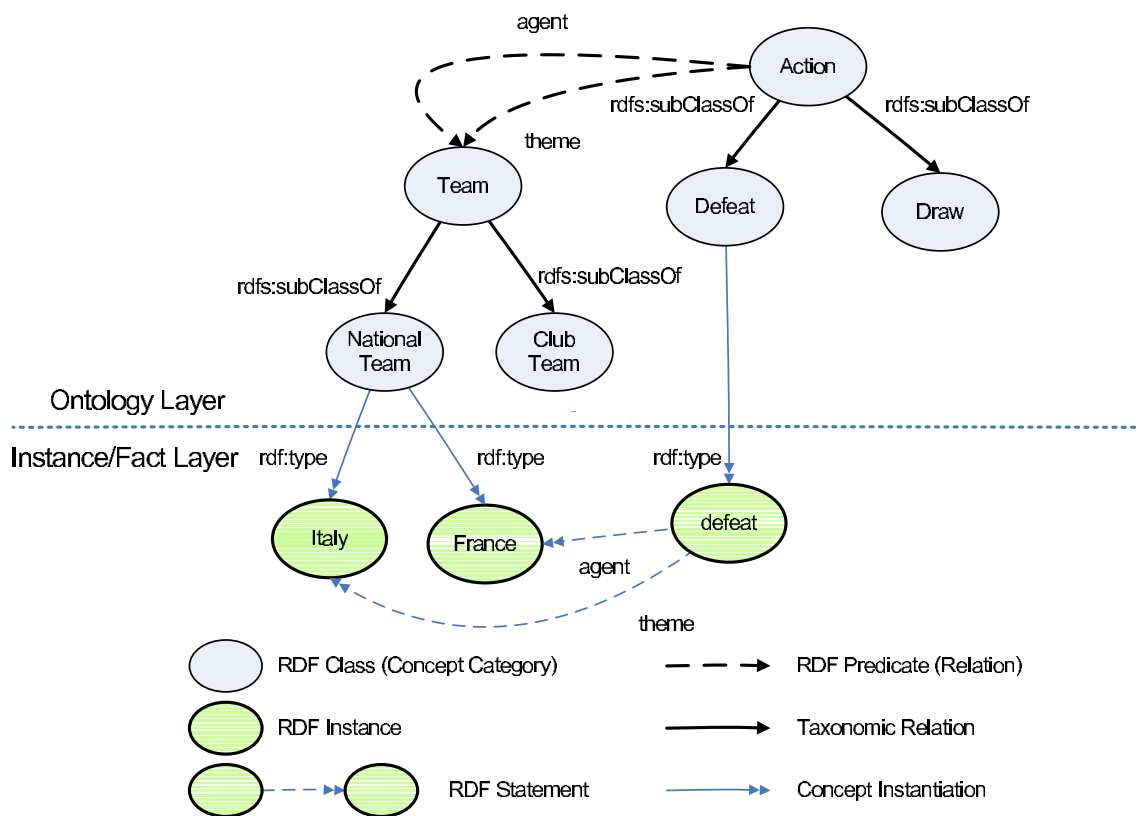 agent
Action
rdfs:subClassOf
rdfs:subClassOf
theme
Team
Defeat
Draw
rdfs:subClassOf
rdfs:subClassOf
National
Team
Club
Team
Ontology Layer
Instance/Fact Layer
rdf:type
rdf:type
rdf:type
Italy
France
defeat
agent
theme
RDF Class (Concept Category)
RDF Predicate (Relation)
RDF Instance
Taxonomic Relation
RDF Statement
Concept Instantiation